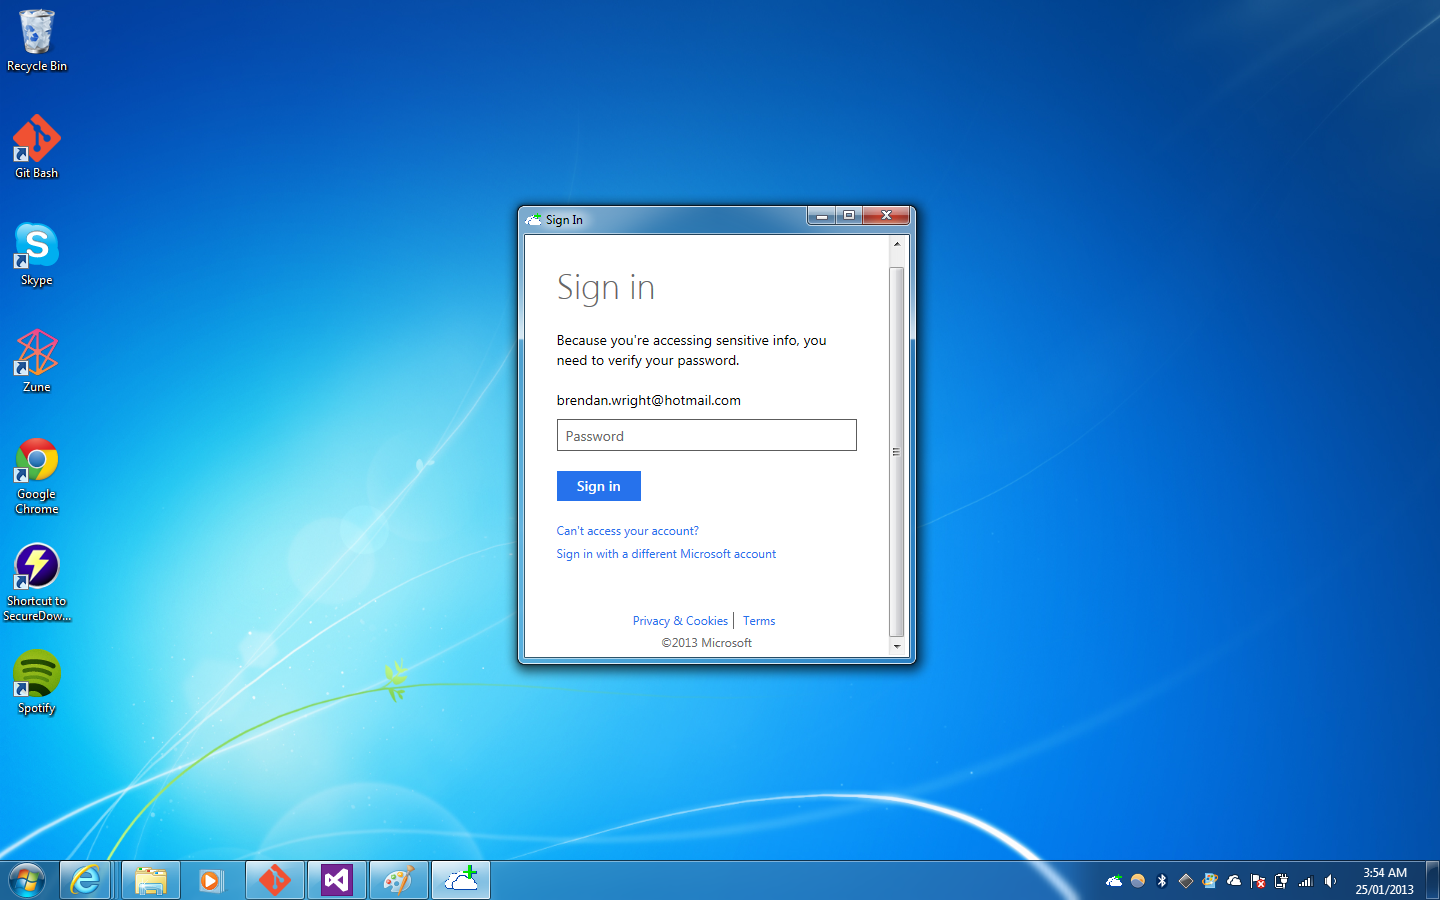 Recycle Bin
Git Bash
Skype
Zune
Google
Chrome
Shortcut to
SecureDow...
Spotify
Sign In
Sign in
Because you're accessing sensitive info, you
need to verify your password.
brendan.wright@hotmail.com
Password
Sign in
Can't access your account?
Sign in with a different Microsoft account
Privacy & Cookies
Terms
©2013 Microsoft
3:54 AM
25/01/2013